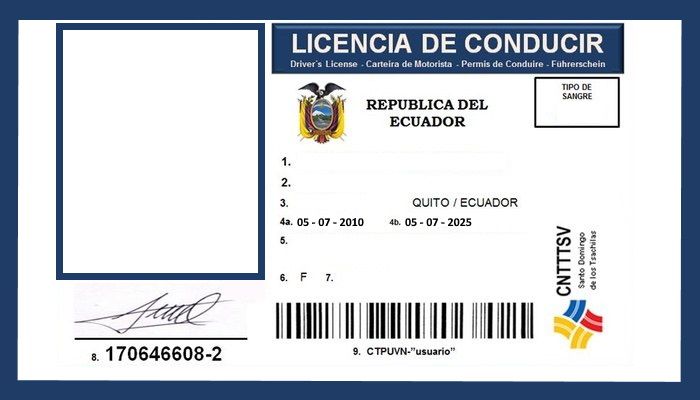 LICENCIA DE CONDUCIR
Driver´s License - Carteira de Motorista - Permis de Conduire - Führerschein
REPUBLICA DEL
ECUADOR
TIPO DE
SANGRE
1.
2.
3. QUITO / ECUADOR
4a. 05 - 07 - 2010 4b. 05 - 07 - 2025
5.
6. F 7.
CNTTTSV
Santo Domingo
de los Tsachilas
8. 170646608-2
9. CTPUVN-"usuario"